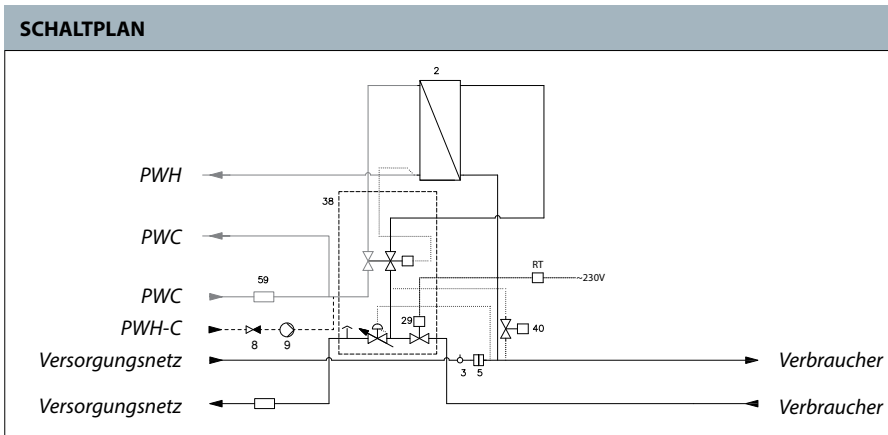 SCHALTPLAN
2
PWH
38
PWC
59
RT
~230V
PWC
PWH-C
29
40
8
9
Versorgungsnetz
3
5
Verbraucher
Versorgungsnetz
Verbraucher